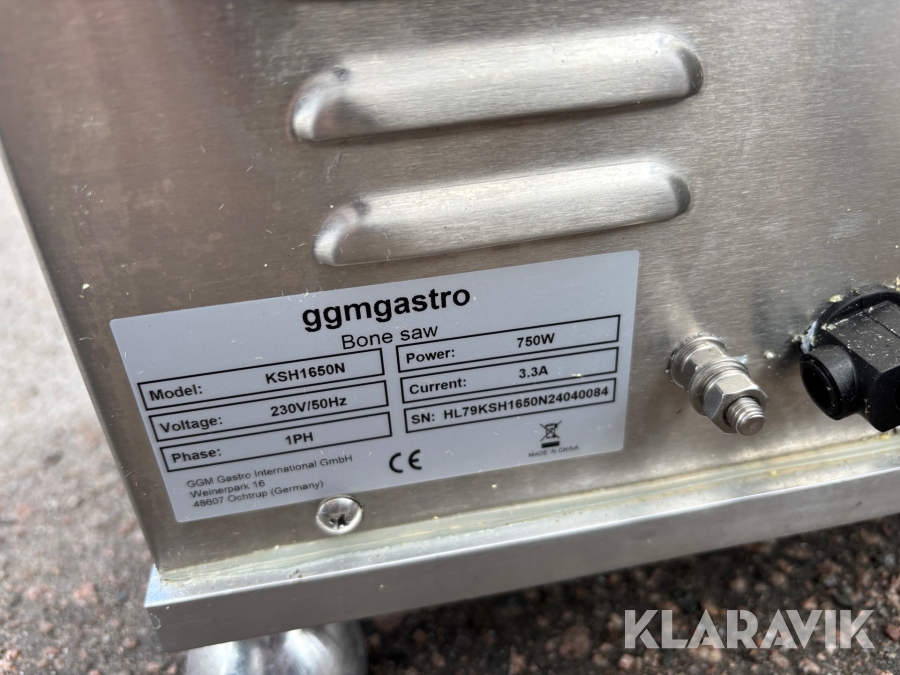 ggmgastro
Bone saw
Model: KSH1650N
Power: 750W
Voltage: 230V/50Hz
Current: 3.3A
Phase: 1PH
SN: HL79KSH1650N24040084
GGM Gastro International GmbH
Weinerpark 16
48607 Ochtrup (Germany)
CE
MADE IN CHINA
KLARAVIK